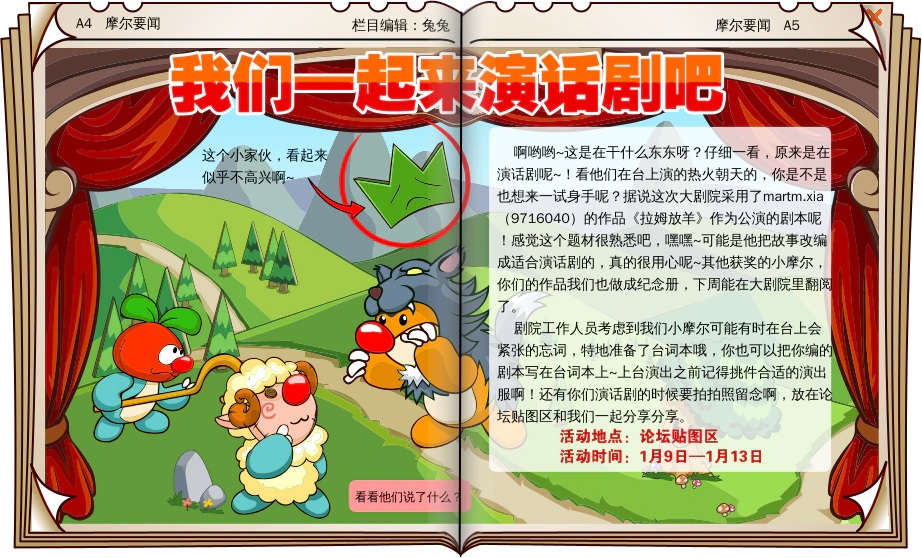 A4 摩尔要闻
栏目编辑：兔兔
摩尔要闻 A5
我们一起来演话剧吧
这个小家伙，看起来
似乎不高兴啊~
看看他们说了什么？
啊哟哟~这是在干什么东东呀？仔细一看，原来是在
演话剧呢~！看他们在台上演的热火朝天的，你是不是
也想来一试身手呢？据说这次大剧院采用了martm.xia
（9716040）的作品《拉姆放羊》作为公演的剧本呢
！感觉这个题材很熟悉吧，嘿嘿~可能是他把故事改编
成适合演话剧的，真的很用心呢~其他获奖的小摩尔，
你们的作品我们也做成纪念册，下周能在大剧院里翻阅
了。
剧院工作人员考虑到我们小摩尔可能有时在台上会
紧张的忘词，特地准备了台词本哦，你也可以把你编的
剧本写在台词本上~上台演出之前记得挑件合适的演出
服啊！还有你们演话剧的时候要拍拍照留念啊，放在论
坛贴图区和我们一起分享分享。
活动地点：论坛贴图区
活动时间：1月9日—1月13日